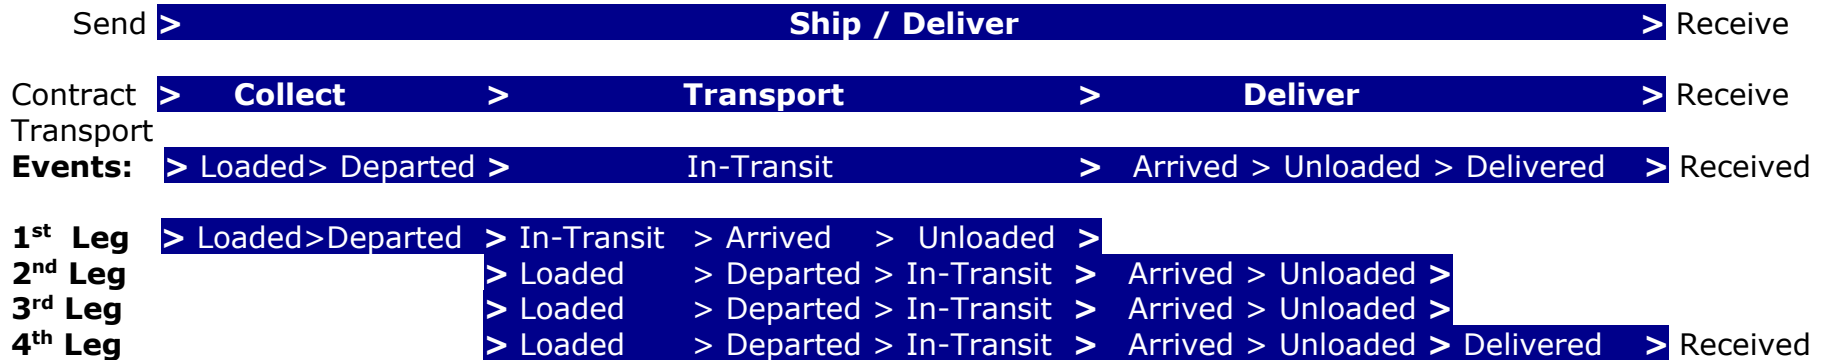 Send > Ship / Deliver > Receive
Contract > Collect > Transport > Deliver > Receive
Transport
Events: > Loaded> Departed > In-Transit > Arrived > Unloaded > Delivered > Received
1st Leg > Loaded>Departed > In-Transit > Arrived > Unloaded >
2nd Leg > Loaded > Departed > In-Transit > Arrived > Unloaded >
3rd Leg > Loaded > Departed > In-Transit > Arrived > Unloaded >
4th Leg > Loaded > Departed > In-Transit > Arrived > Unloaded > Delivered > Received